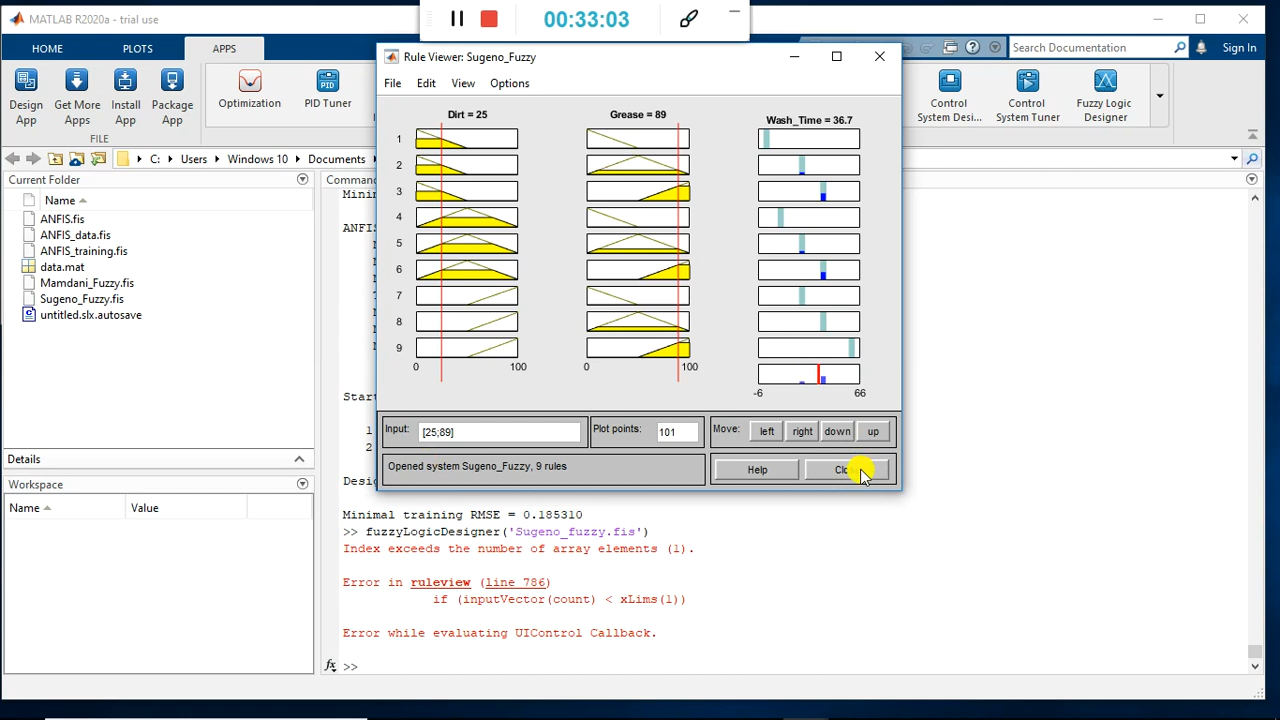 MATLAB R2020a - trial use
00:33:03
HOME
PLOTS
APPS
Search Documentation
Sign In
Design App
Get More Apps
Install App
Package App
Optimization
PID Tuner
Control System Desi...
Control System Tuner
Fuzzy Logic Designer
FILE
C:
Users
Windows 10
Documents
Current Folder
Name
ANFIS.fis
ANFIS_data.fis
ANFIS_training.fis
data.mat
Mamdani_Fuzzy.fis
Sugeno_Fuzzy.fis
untitled.slx.autosave
Details
Workspace
Name
Value
Rule Viewer: Sugeno_Fuzzy
File
Edit
View
Options
Dirt = 25
Grease = 89
Wash_Time = 36.7
1
2
3
4
5
6
7
8
9
0
100
0
100
-6
66
Input:
[25;89]
Plot points:
101
Move:
left
right
down
up
Opened system Sugeno_Fuzzy, 9 rules
Help
Minimal training RMSE = 0.185310
>> fuzzyLogicDesigner('Sugeno_fuzzy.fis')
Index exceeds the number of array elements (1).
Error in ruleview (line 786)
if (inputVector(count) < xLims(1))
Error while evaluating UIControl Callback.
fx >>